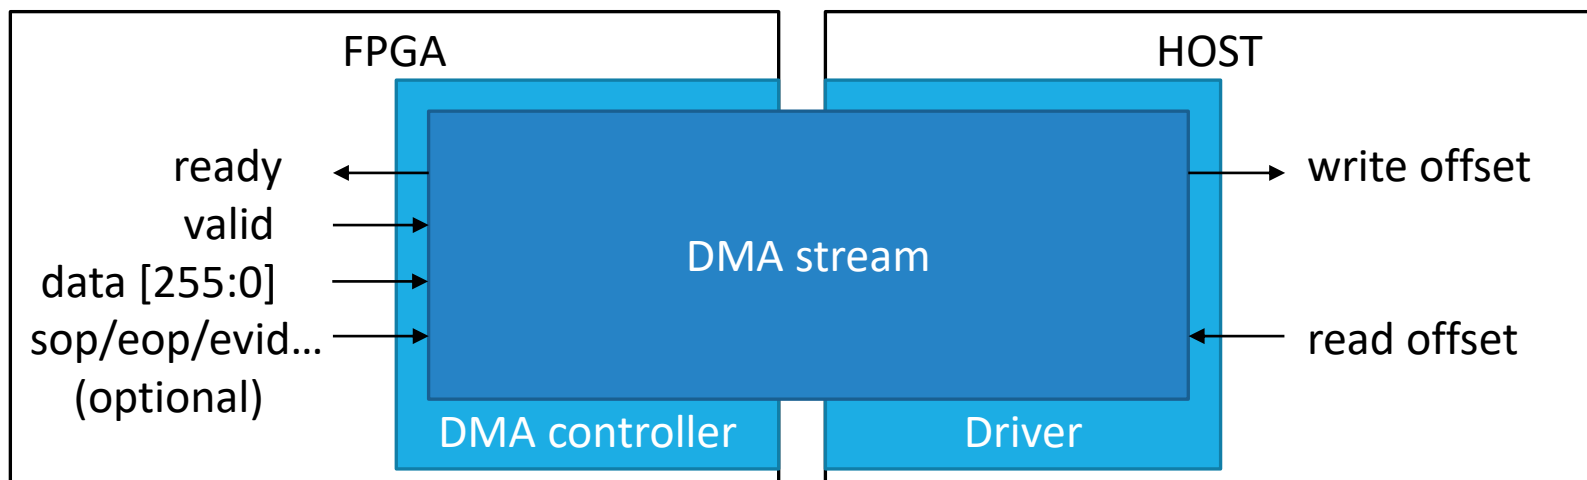 FPGA
HOST
ready
valid
data [255:0]
sop/eop/evid…
(optional)
DMA stream
write offset
read offset
DMA controller
Driver